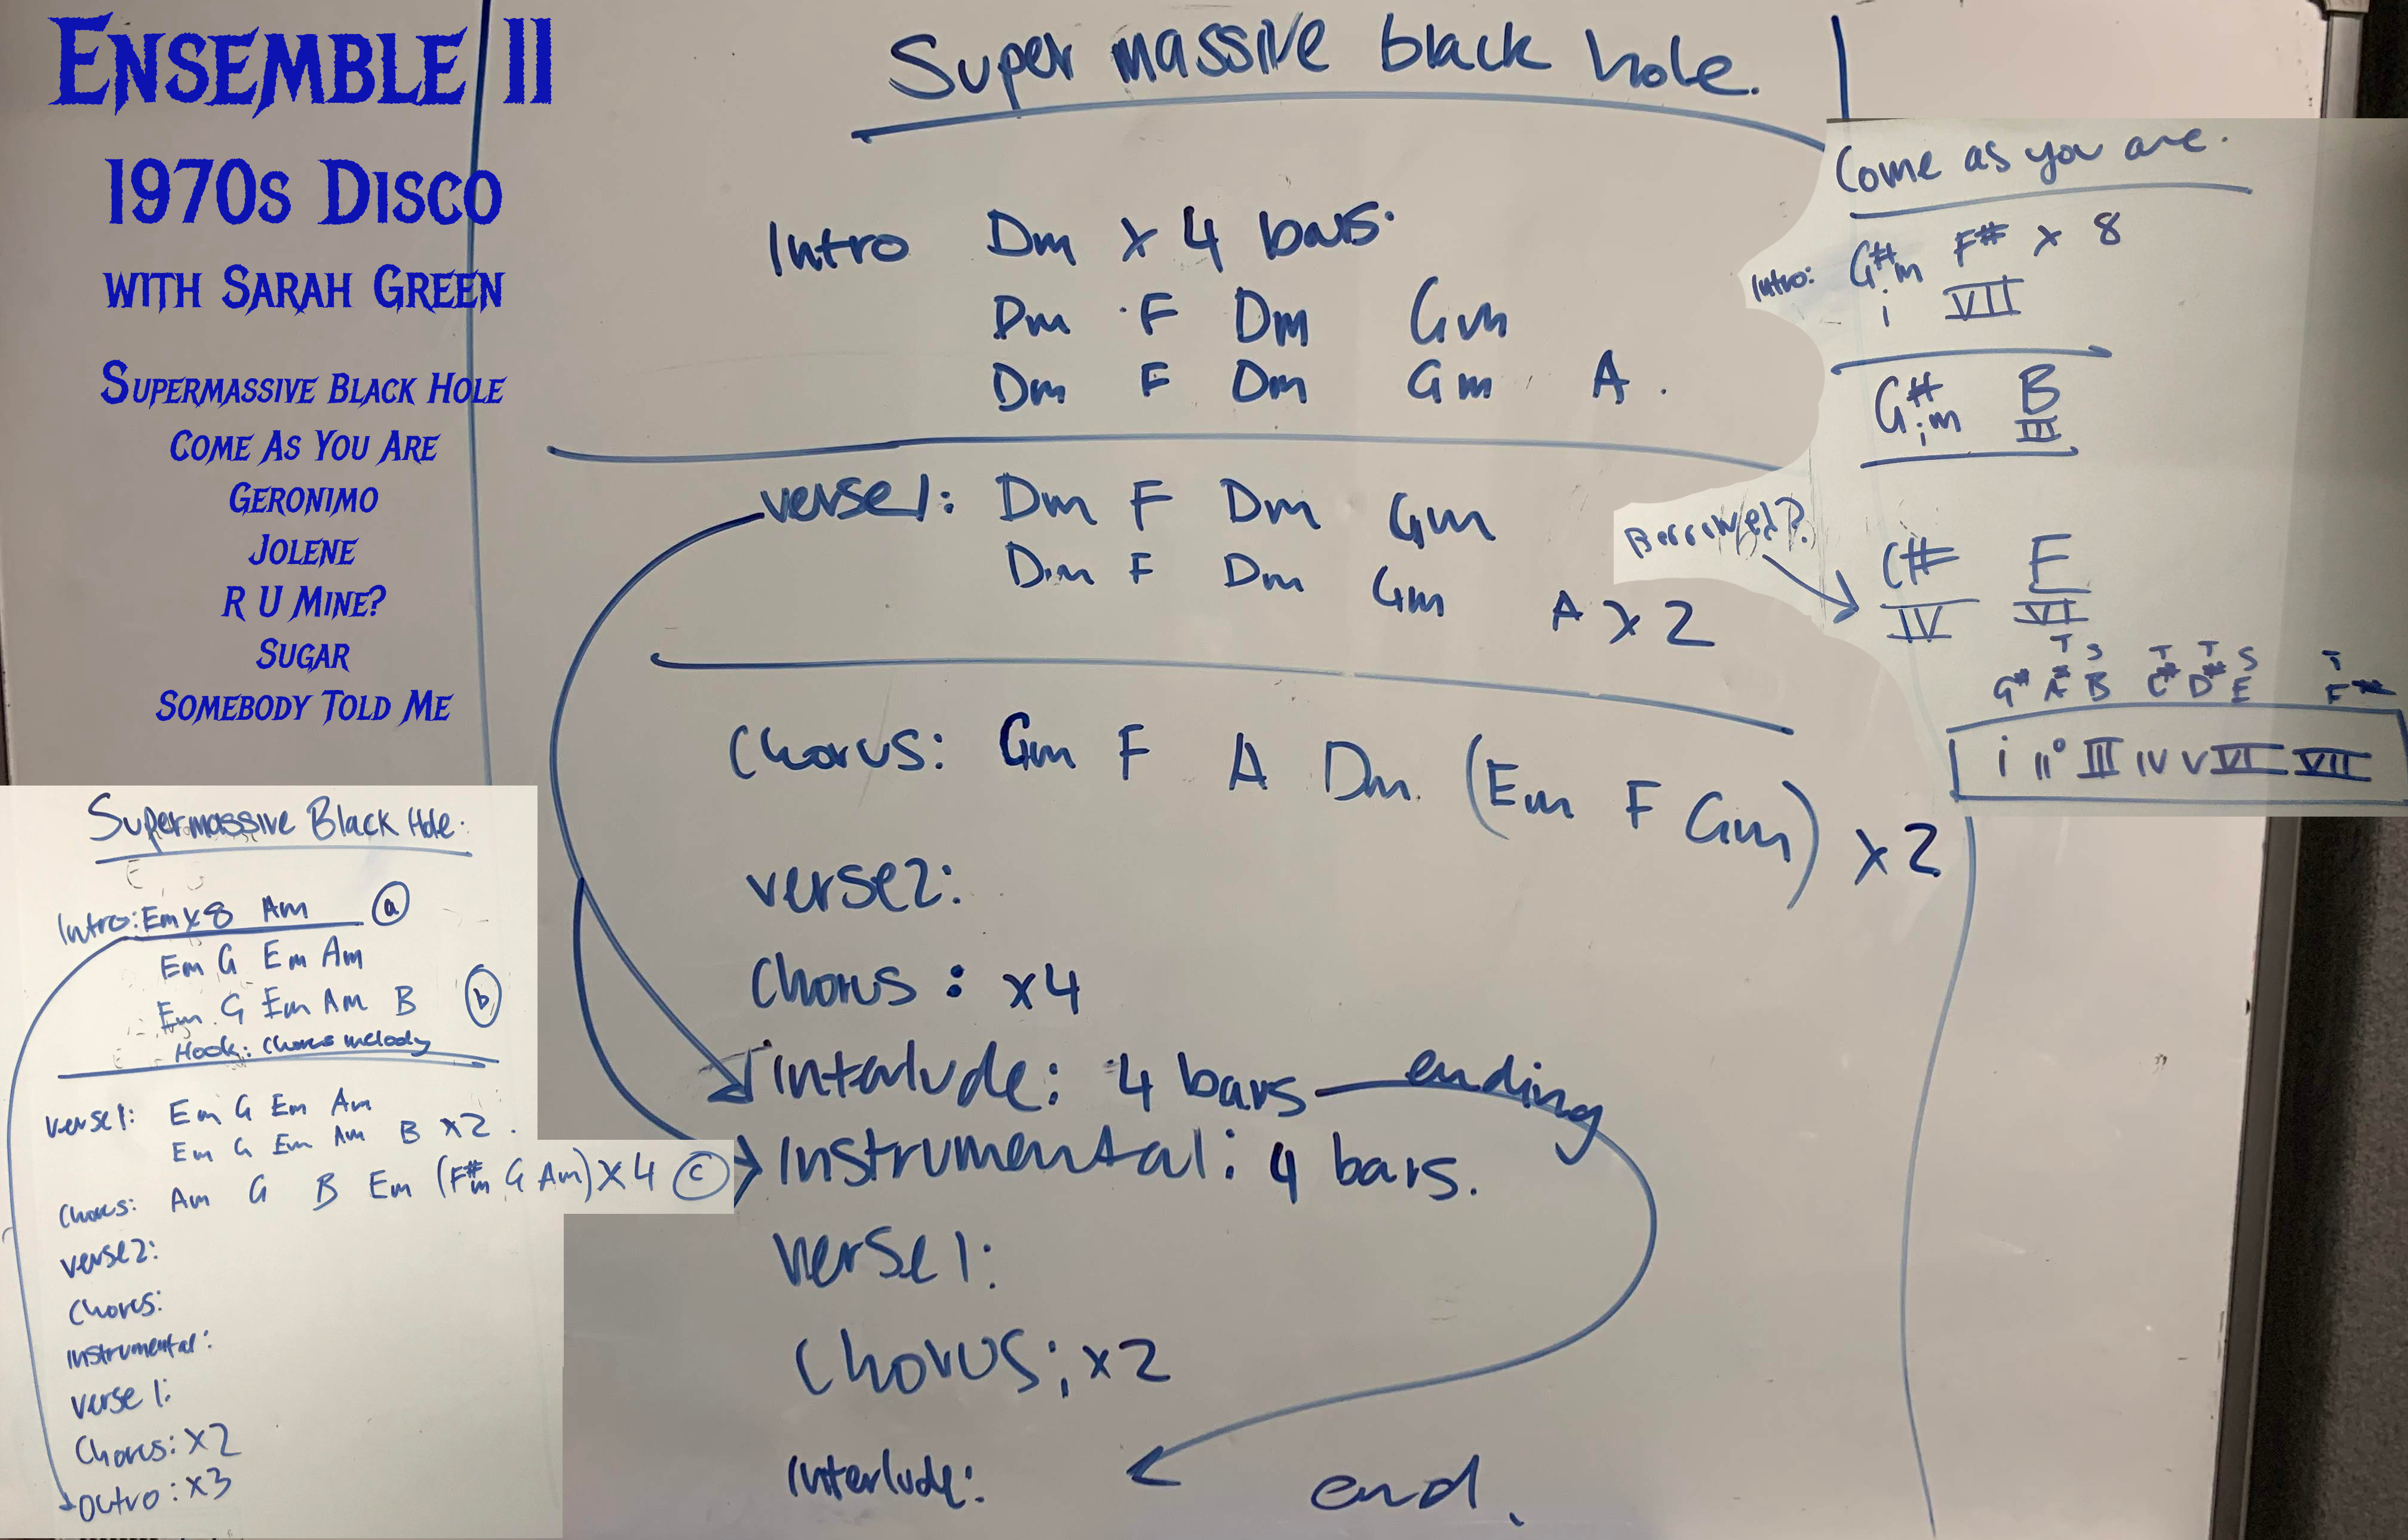 ENSEMBLE II
1970s DISCO
WITH SARAH GREEN
SUPERMASSIVE BLACK HOLE
COME AS YOU ARE
GERONIMO
JOLENE
R U MINE?
SUGAR
SOMEBODY TOLD ME
Super massive black hole.
Intro Dm x 4 bars.
Dm F Dm Gm
Dm F Dm Gm A.
verse1: Dm F Dm Gm
Dm F Dm Gm A x 2
Chorus: Gm F A Dm (Em F Gm) x2
verse2:
Chorus: x4
intalude: 4 bars ending
Instrumental: 4 bars.
verse 1:
Chorus; x2
Interlude: end.
Come as you are.
Intro: G#m F# x 8
i VII
G#m B
i III
Borrowed?
C# E
IV VI
T S T T S T
G# A# B C# D# E F#
i ii° III iv v VI VII
Supermassive Black Hole.
Intro: Em x8 Am a
Em G Em Am
Em G Em Am B b
Hook: Chorus melody
verse1: Em G Em Am
Em G Em Am B x2.
Chorus: Am G B Em (F#m G Am) x4 c
verse2:
Chorus:
instrumental:
verse 1:
Chorus: x2
outro: x3